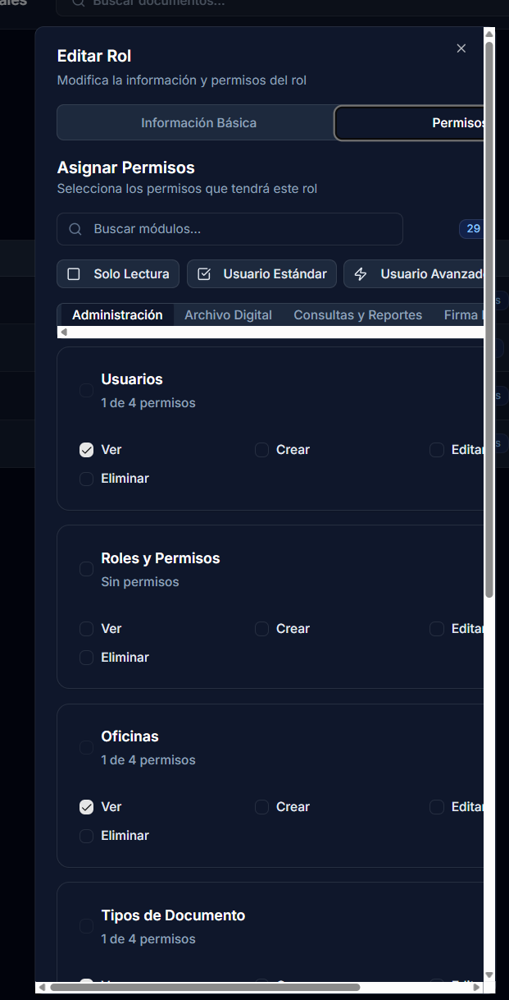 ales
Buscar documentos...
Editar Rol
Modifica la información y permisos del rol
Información Básica
Permisos
Asignar Permisos
Selecciona los permisos que tendrá este rol
Buscar módulos...
29
Solo Lectura
Usuario Estándar
Usuario Avanzad
Administración
Archivo Digital
Consultas y Reportes
Firma
Usuarios
1 de 4 permisos
Ver
Crear
Editar
Eliminar
Roles y Permisos
Sin permisos
Ver
Crear
Editar
Eliminar
Oficinas
1 de 4 permisos
Ver
Crear
Editar
Eliminar
Tipos de Documento
1 de 4 permisos